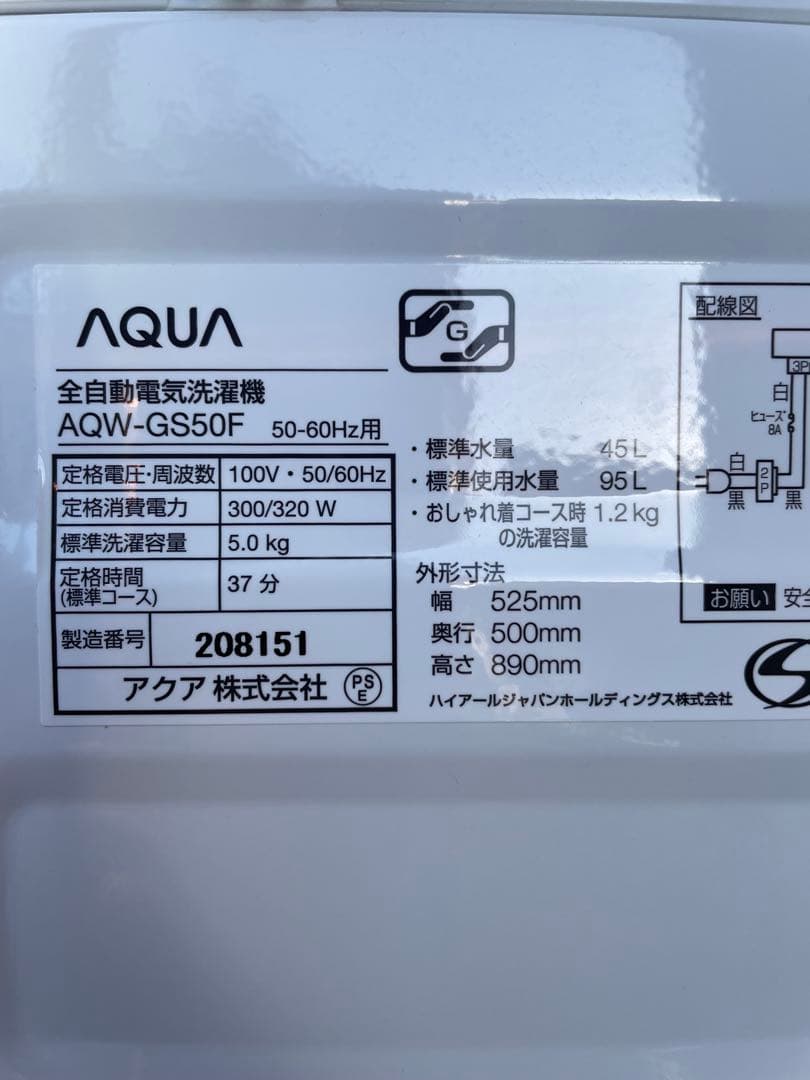 AQUA
全自動電気洗濯機
AQW-GS50F 50-60Hz用
定格電圧・周波数 100V・50/60Hz
定格消費電力 300/320 W
標準洗濯容量 5.0 kg
定格時間 37 分
(標準コース)
製造番号 208151
アクア 株式会社 PSE
G
・標準水量 45L
・標準使用水量 95L
・おしゃれ着コース時 1.2kg
の洗濯容量
外形寸法
幅 525mm
奥行 500mm
高さ 890mm
ハイアールジャパンホールディングス株式会社
配線図
3P
白
ヒューズ
8A
白
2P
黒 黒
お願い 安全